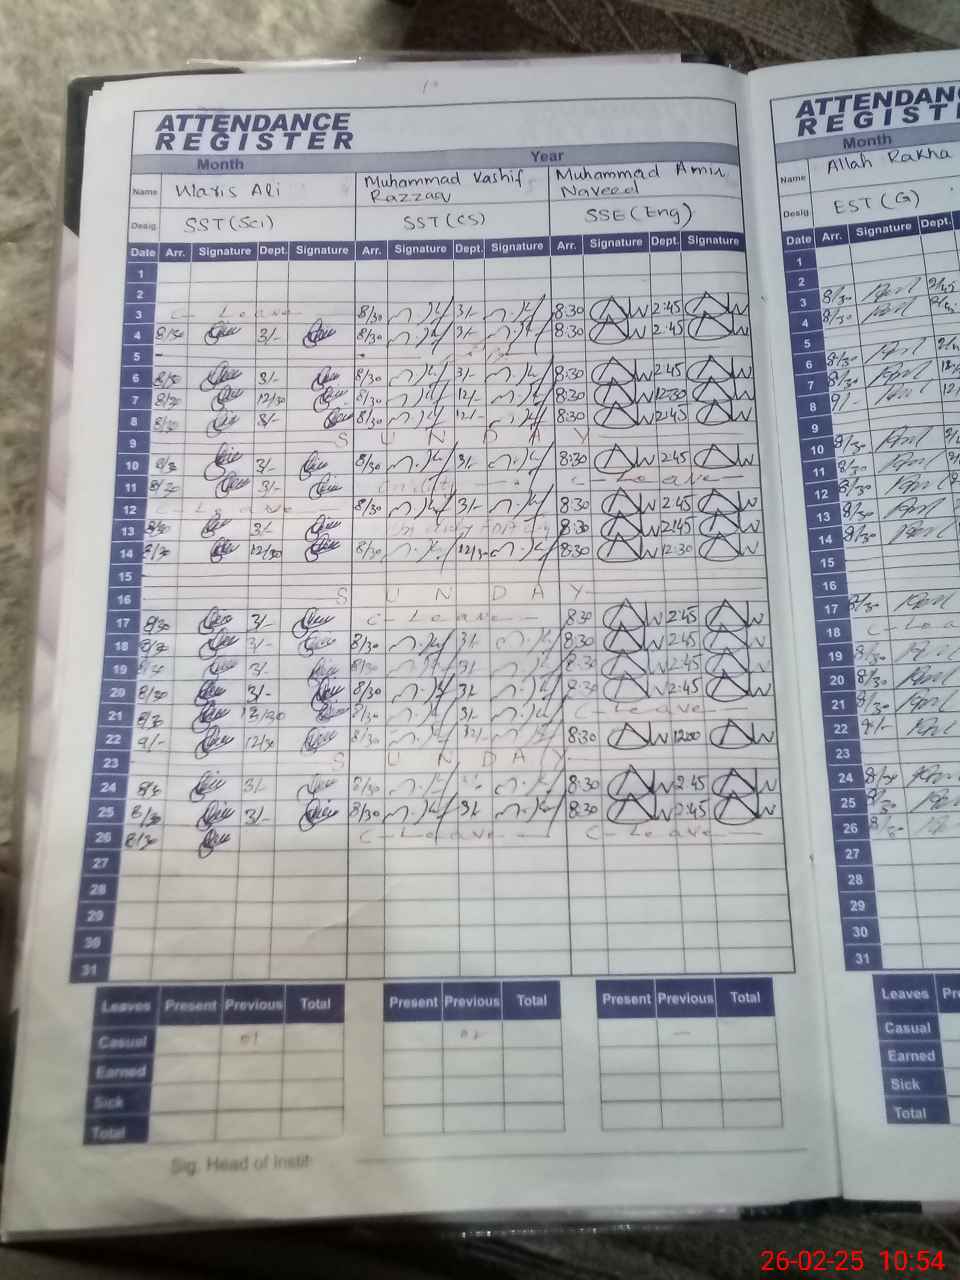 ATTENDANCE
REGISTER
Month Year
Name Waris Ali Muhammad Kashif Razzaq Muhammad Amin Naveed
Desig. SST(Sci) SST(CS) SSE(Eng)
Date Arr. Signature Dept. Signature Arr. Signature Dept. Signature Arr. Signature Dept. Signature
1
2
3 C- Leave 8/30 3/- 8:30 2:45
4 8/30 3/- 8/30 3/- 8:30 2:45
5
6 8/30 3/- 8/30 3/- 8:30 2:45
7 8/30 12/30 8/30 12/- 8:30 12:30
8 8/30 3/- 8/30 12/- 8:30 2:45
9 SUNDAY
10 8/30 3/- 8/30 3/- 8:30 2:45
11 8/30 3/- C- Leave
12 C- Leave 8/30 3/- 8:30 2:45
13 8/30 3/- 8:30 2:45
14 8/30 12/30 8/30 12/30 8:30 12:30
15
16 SUNDAY
17 8/30 3/- C- Leave 8:30 2:45
18 8/30 3/- 8/30 3/- 8:30 2:45
19 8/30 3/- 8/30 3/- 8:30 2:45
20 8/30 3/- 8/30 3/- 8:30 2:45
21 8/30 12/30 8/30 3/- C- Leave
22 9/- 12/30 8/30 12/- 8:30 12:00
23 SUNDAY
24 8/30 3/- 8/30 8:30 2:45
25 8/30 3/- 8/30 3/- 8:30 2:45
26 8/30 C- Leave C- Leave
27
28
29
30
31
Leaves Present Previous Total Present Previous Total Present Previous Total
Casual 01 02 –
Earned
Sick
Total
Sig. Head of Instit:
ATTENDANC
REGIST
Month
Name Allah Rakha
Desig. EST(G)
Date Arr. Signature Dept.
1
2
3 8/30 2/45
4 8/30
5
6 8/30
7 8/30
8 9/-
9
10 8/30
11 8/30
12 8/30
13 8/30
14 8/30
15
16
17 8/30
18 C- Lea
19 8/30
20 8/30
21 8/30
22 9/-
23
24 8/30
25 8/30
26 8/30
27
28
29
30
31
Leaves Pre
Casual
Earned
Sick
Total
26-02-25 10:54